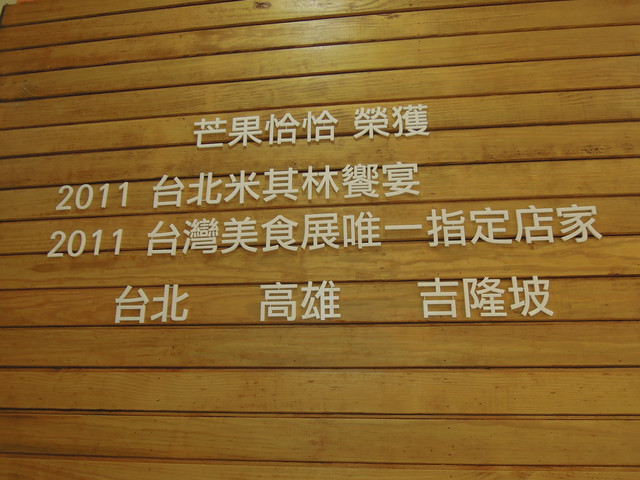 芒果恰恰 榮獲
2011 台北米其林饗宴
2011 台灣美食展唯一指定店家
台北 高雄 吉隆坡